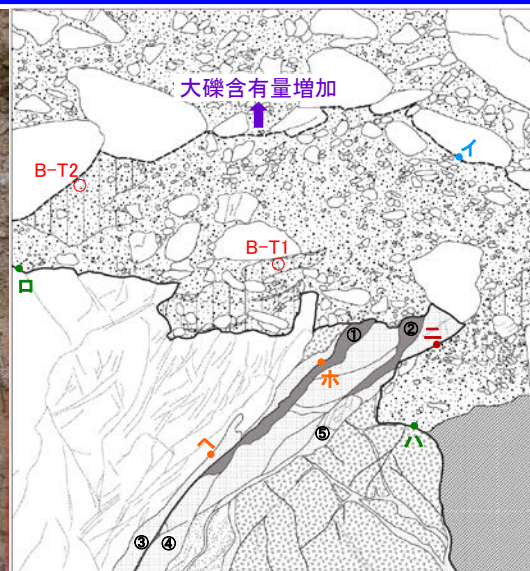 大礫含有量増加
イ
B-T2
B-T1
ロ
①
②
ニ
ホ
ハ
⑤
ヘ
③
④